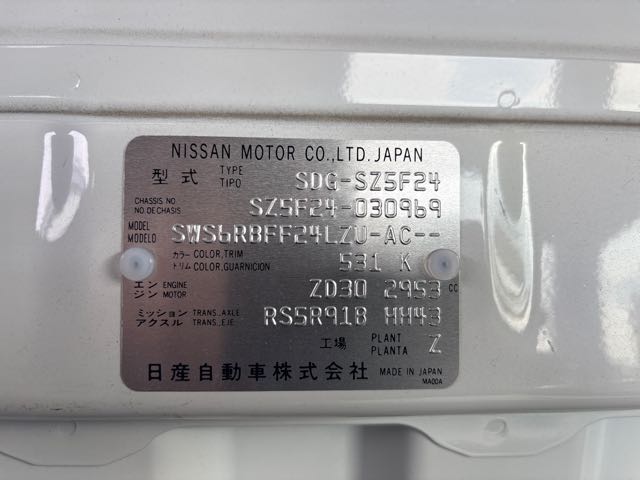 NISSAN MOTOR CO.,LTD. JAPAN
型式 TYPE TIPO SDG-SZ5F24
CHASSIS NO. NO.DE CHASIS SZ5F24-030969
MODEL MODELO SWS6RBFF24LZU-AC--
カラー COLOR,TRIM トリム COLOR,GUARNICION 531 K
エンジン ENGINE MOTOR ZD30 2953 CC
ミッション TRANS.,AXLE アクスル TRANS.,EJE RS5R91B HH43
工場 PLANT PLANTA Z
日産自動車株式会社 MADE IN JAPAN
MA00A